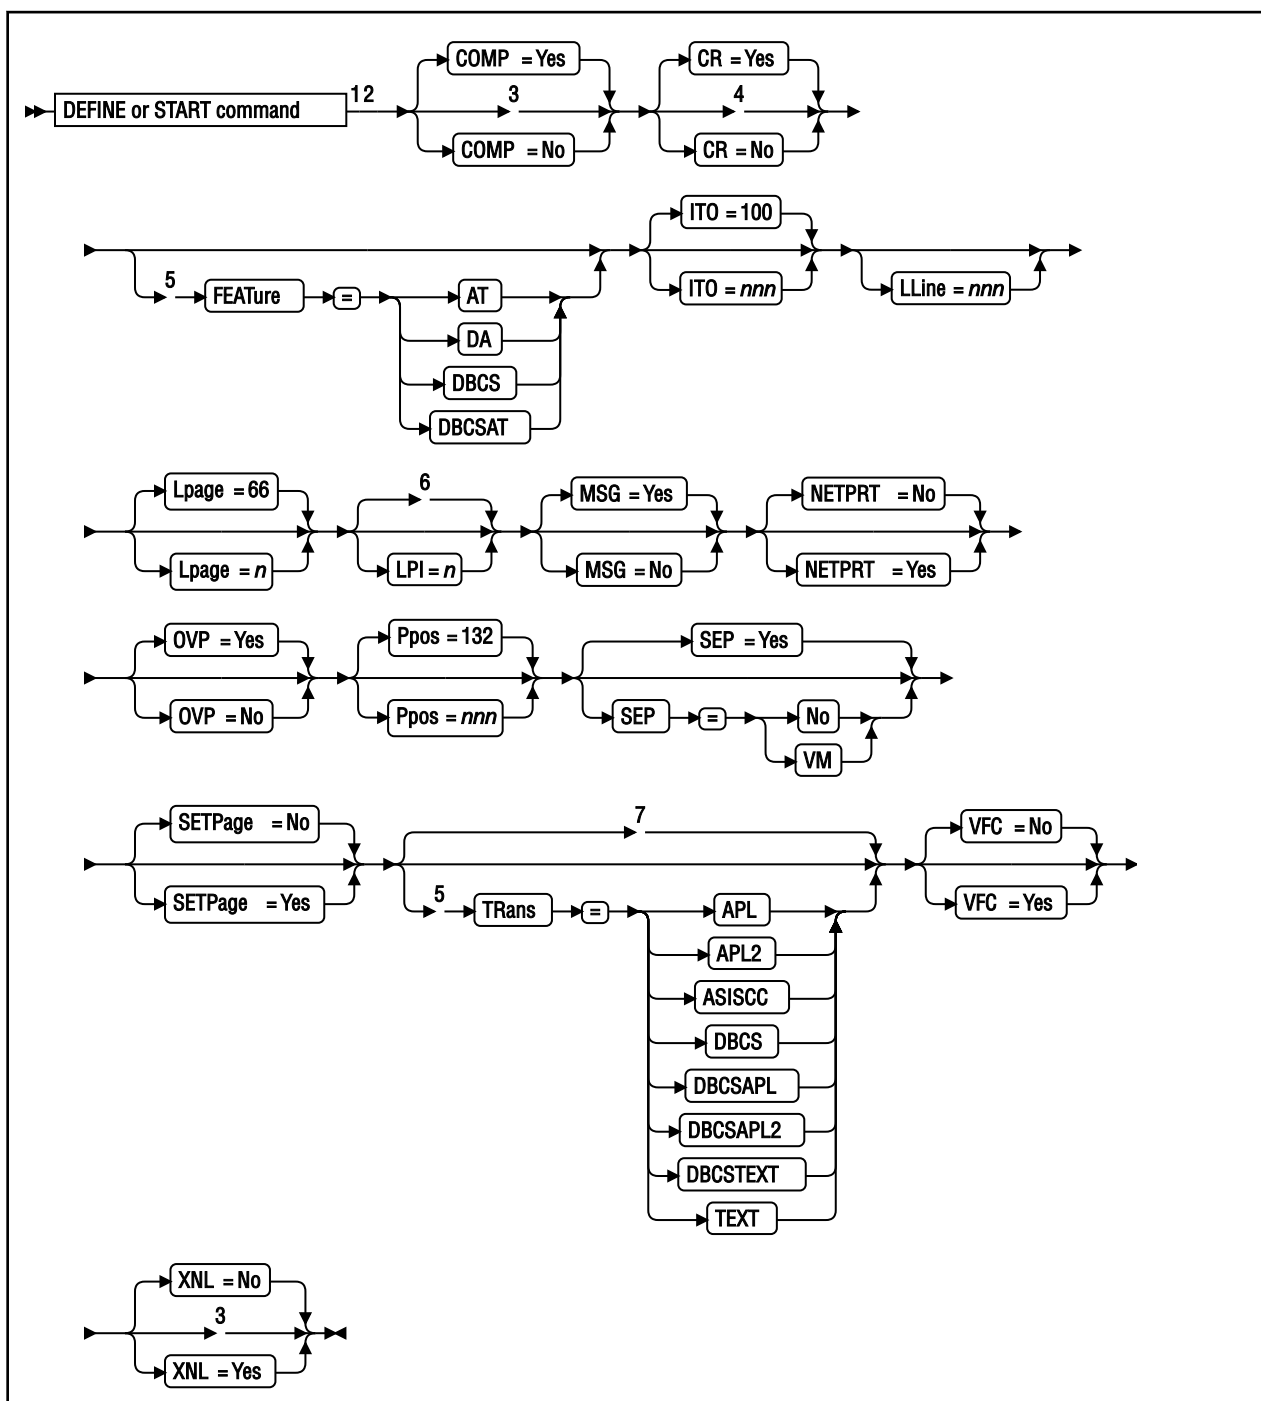 COMP = Yes
CR = Yes
DEFINE or START command 1 2
3
4
COMP = No
CR = No
ITO = 100
5 FEATure = AT
ITO = nnn
LLine = nnn
DA
DBCS
DBCSAT
Lpage = 66
6
MSG = Yes
NETPRT = No
Lpage = n
LPI = n
MSG = No
NETPRT = Yes
OVP = Yes
Ppos = 132
SEP = Yes
OVP = No
Ppos = nnn
SEP = No
VM
SETPage = No
7
VFC = No
SETPage = Yes
5 TRans = APL
VFC = Yes
APL2
ASISCC
DBCS
DBCSAPL
DBCSAPL2
DBCSTEXT
TEXT
XNL = No
3
XNL = Yes